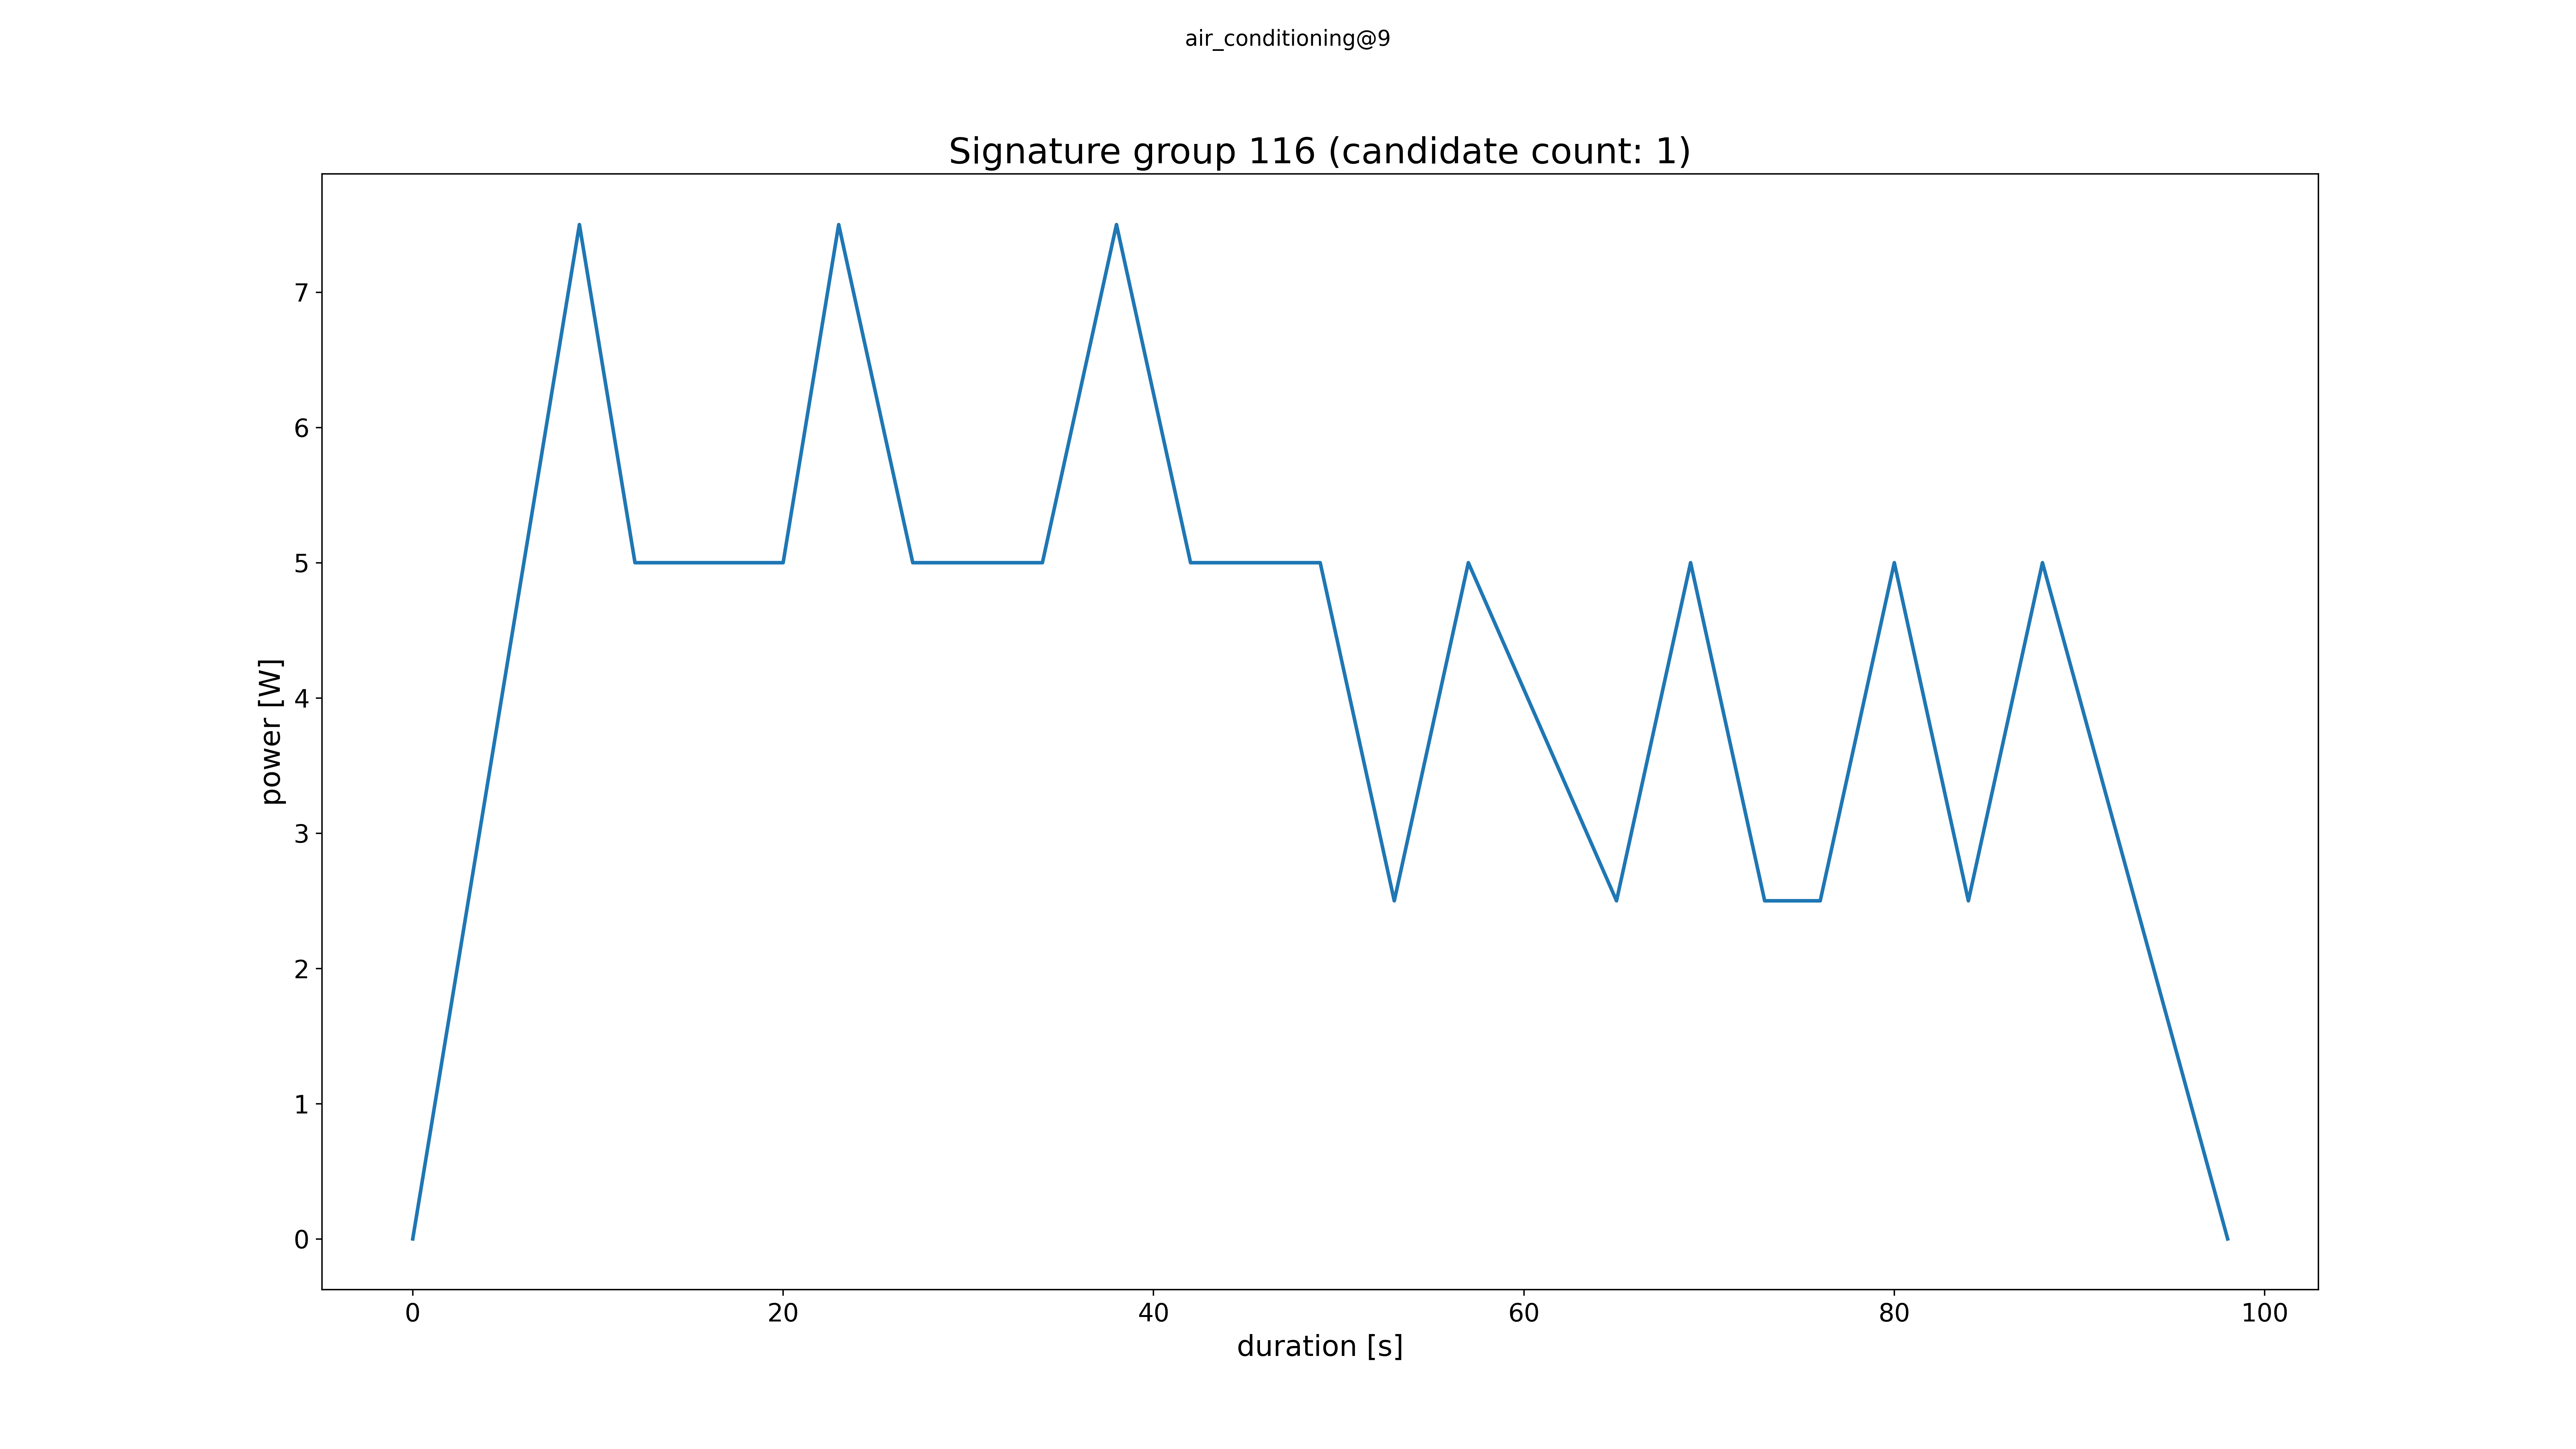 air_conditioning@9
Signature group 116 (candidate count: 1)
power [W]
7
6
5
4
3
2
1
0
0 20 40 60 80 100
duration [s]